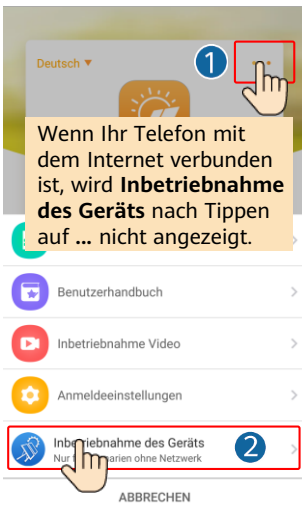 Deutsch ▼
1
Wenn Ihr Telefon mit
dem Internet verbunden
ist, wird Inbetriebnahme
des Geräts nach Tippen
auf ... nicht angezeigt.
Benutzerhandbuch
Inbetriebnahme Video
Anmeldeeinstellungen
Inbetriebnahme des Geräts
2
Nur ohne Netzwerk
ABBRECHEN